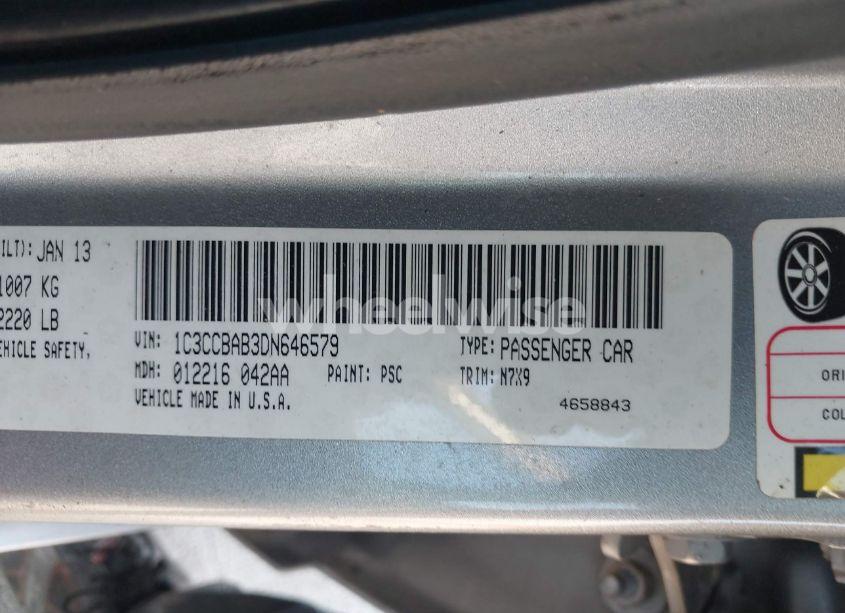 ILT): JAN 13
1007 KG
2220 LB
EHICLE SAFETY,
VIN: 1C3CCBAB3DN646579
TYPE: PASSENGER CAR
MDH: 012216 042AA
PAINT: PSC
TRIM: N7X9
VEHICLE MADE IN U.S.A.
4658843
wheelwise
ORI
COL